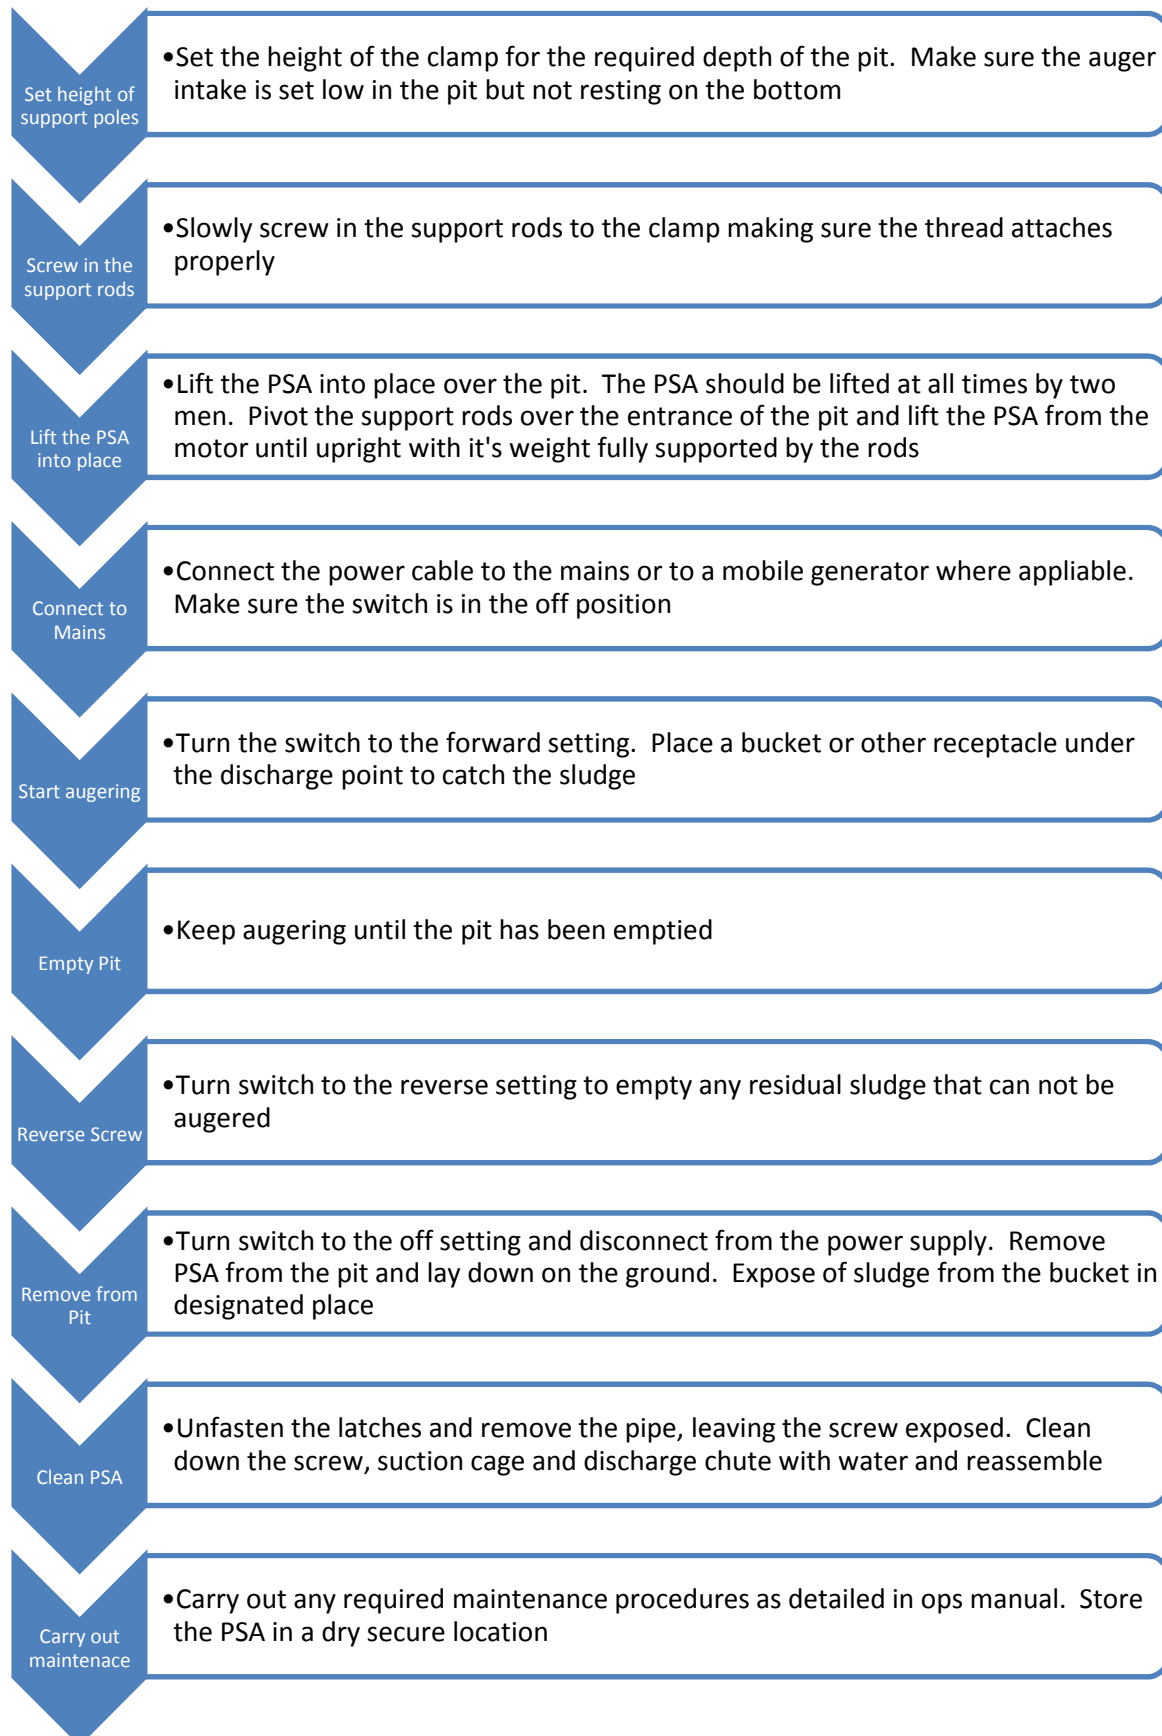 Set height of
support poles
•Set the height of the clamp for the required depth of the pit.  Make sure the auger
intake is set low in the pit but not resting on the bottom
Screw in the
support rods
•Slowly screw in the support rods to the clamp making sure the thread attaches
properly
Lift the PSA
into place
•Lift the PSA into place over the pit.  The PSA should be lifted at all times by two
men.  Pivot the support rods over the entrance of the pit and lift the PSA from the
motor until upright with it's weight fully supported by the rods
Connect to
Mains
•Connect the power cable to the mains or to a mobile generator where appliable.
Make sure the switch is in the off position
Start augering
•Turn the switch to the forward setting.  Place a bucket or other receptacle under
the discharge point to catch the sludge
Empty Pit
•Keep augering until the pit has been emptied
Reverse Screw
•Turn switch to the reverse setting to empty any residual sludge that can not be
augered
Remove from
Pit
•Turn switch to the off setting and disconnect from the power supply.  Remove
PSA from the pit and lay down on the ground.  Expose of sludge from the bucket in
designated place
Clean PSA
•Unfasten the latches and remove the pipe, leaving the screw exposed.  Clean
down the screw, suction cage and discharge chute with water and reassemble
Carry out
maintenace
•Carry out any required maintenance procedures as detailed in ops manual.  Store
the PSA in a dry secure location